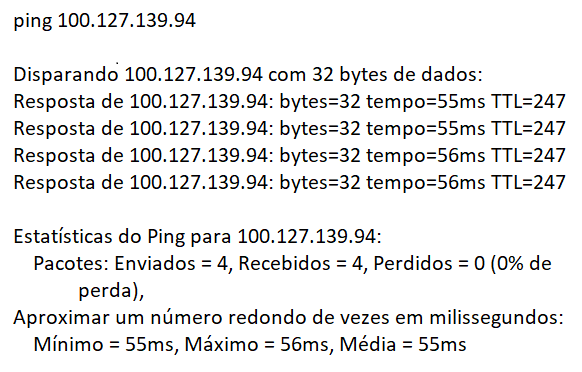 ping 100.127.139.94
Disparando 100.127.139.94 com 32 bytes de dados:
Resposta de 100.127.139.94: bytes=32 tempo=55ms TTL=247
Resposta de 100.127.139.94: bytes=32 tempo=55ms TTL=247
Resposta de 100.127.139.94: bytes=32 tempo=56ms TTL=247
Resposta de 100.127.139.94: bytes=32 tempo=56ms TTL=247
Estatísticas do Ping para 100.127.139.94:
Pacotes: Enviados = 4, Recebidos = 4, Perdidos = 0 (0% de
perda),
Aproximar um número redondo de vezes em milissegundos:
Mínimo = 55ms, Máximo = 56ms, Média = 55ms